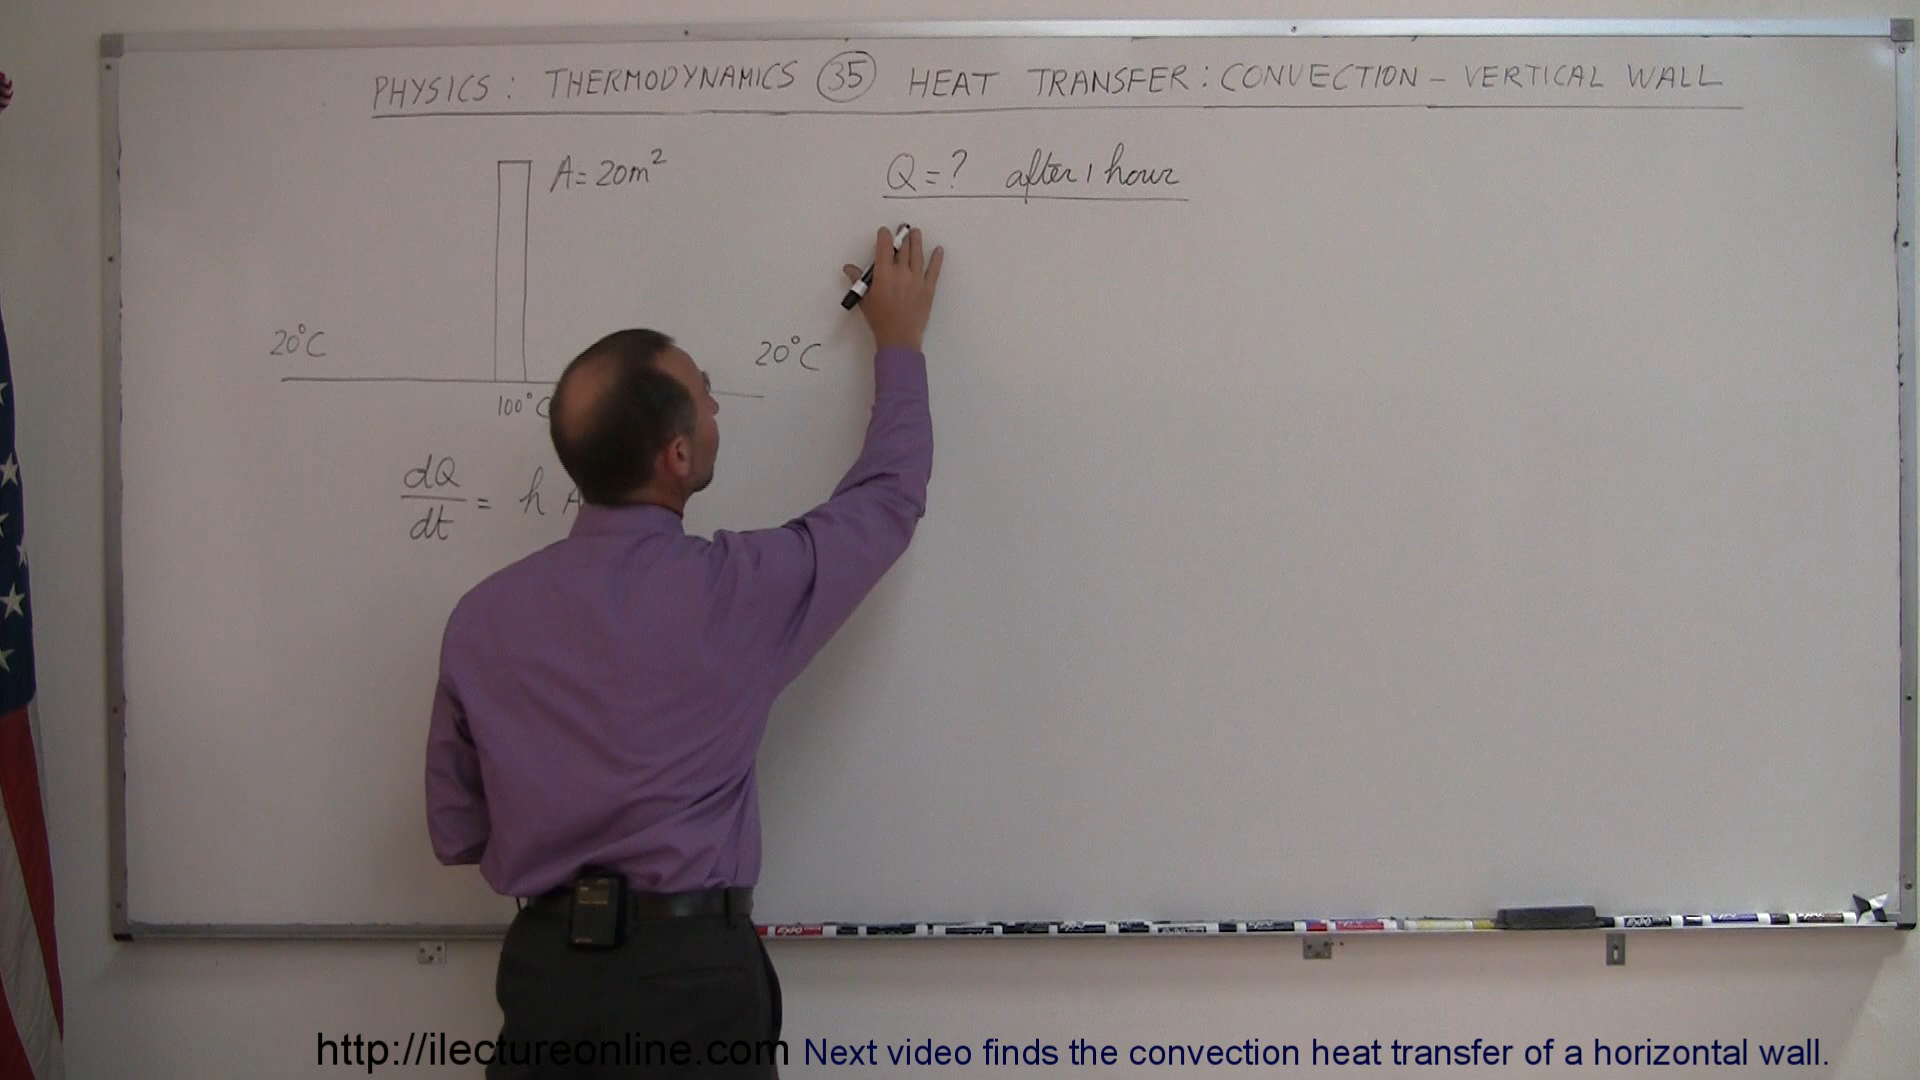 PHYSICS: THERMODYNAMICS 35 HEAT TRANSFER: CONVECTION – VERTICAL WALL
A = 20m²
Q = ? after 1 hour
20°C
20°C
100°C
dQ/dt = h A
EXPO
http://ilectureonline.com Next video finds the convection heat transfer of a horizontal wall.